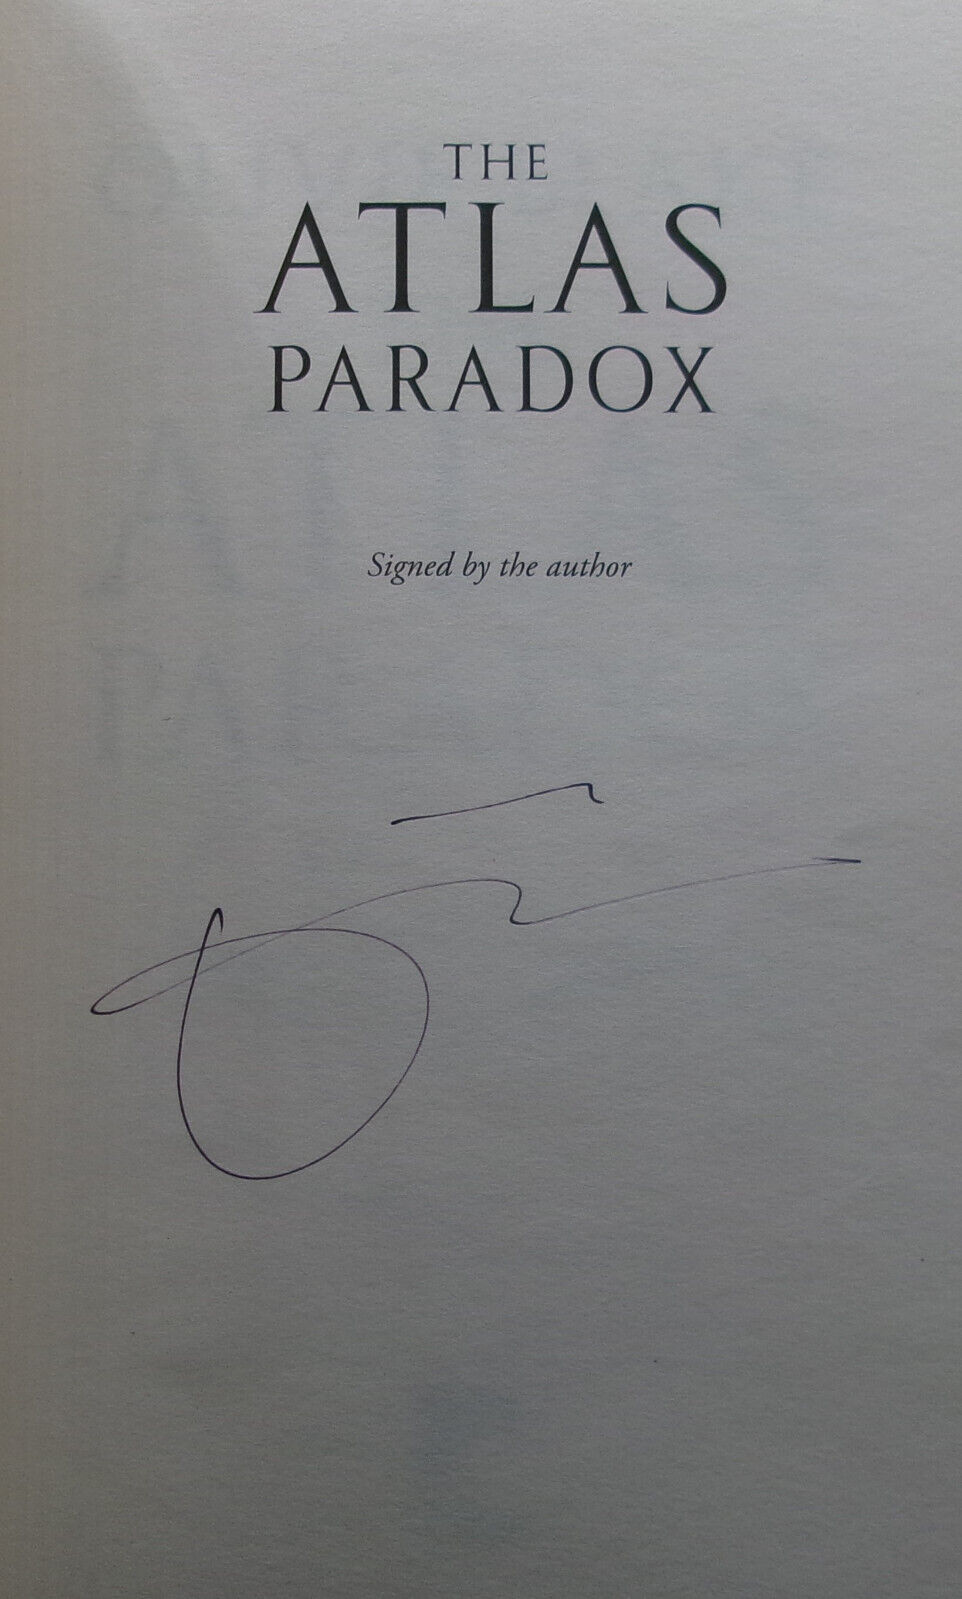 THE
ATLAS
PARADOX
Signed by the author